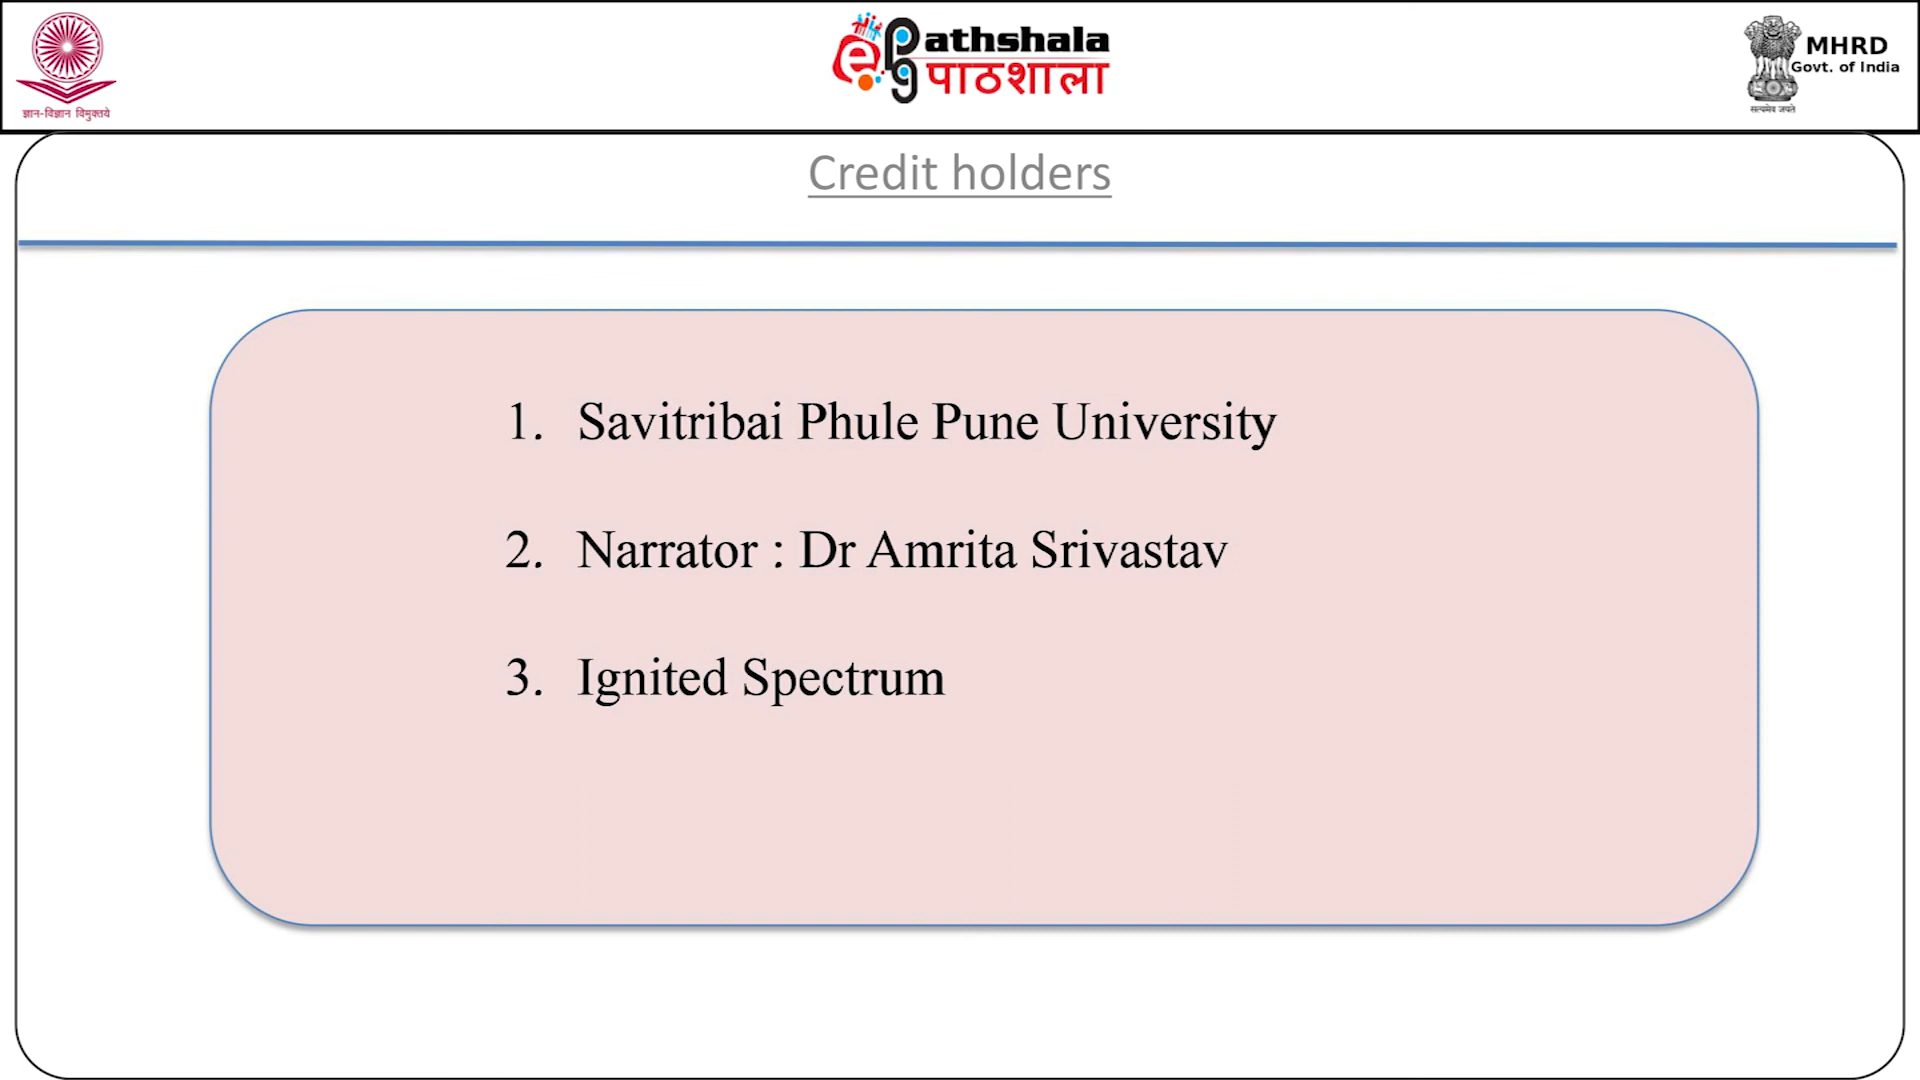 ज्ञान-विज्ञान विमुक्तये
ePG Pathshala
पाठशाला
MHRD
Govt. of India
सत्यमेव जयते
Credit holders
1. Savitribai Phule Pune University
2. Narrator : Dr Amrita Srivastav
3. Ignited Spectrum